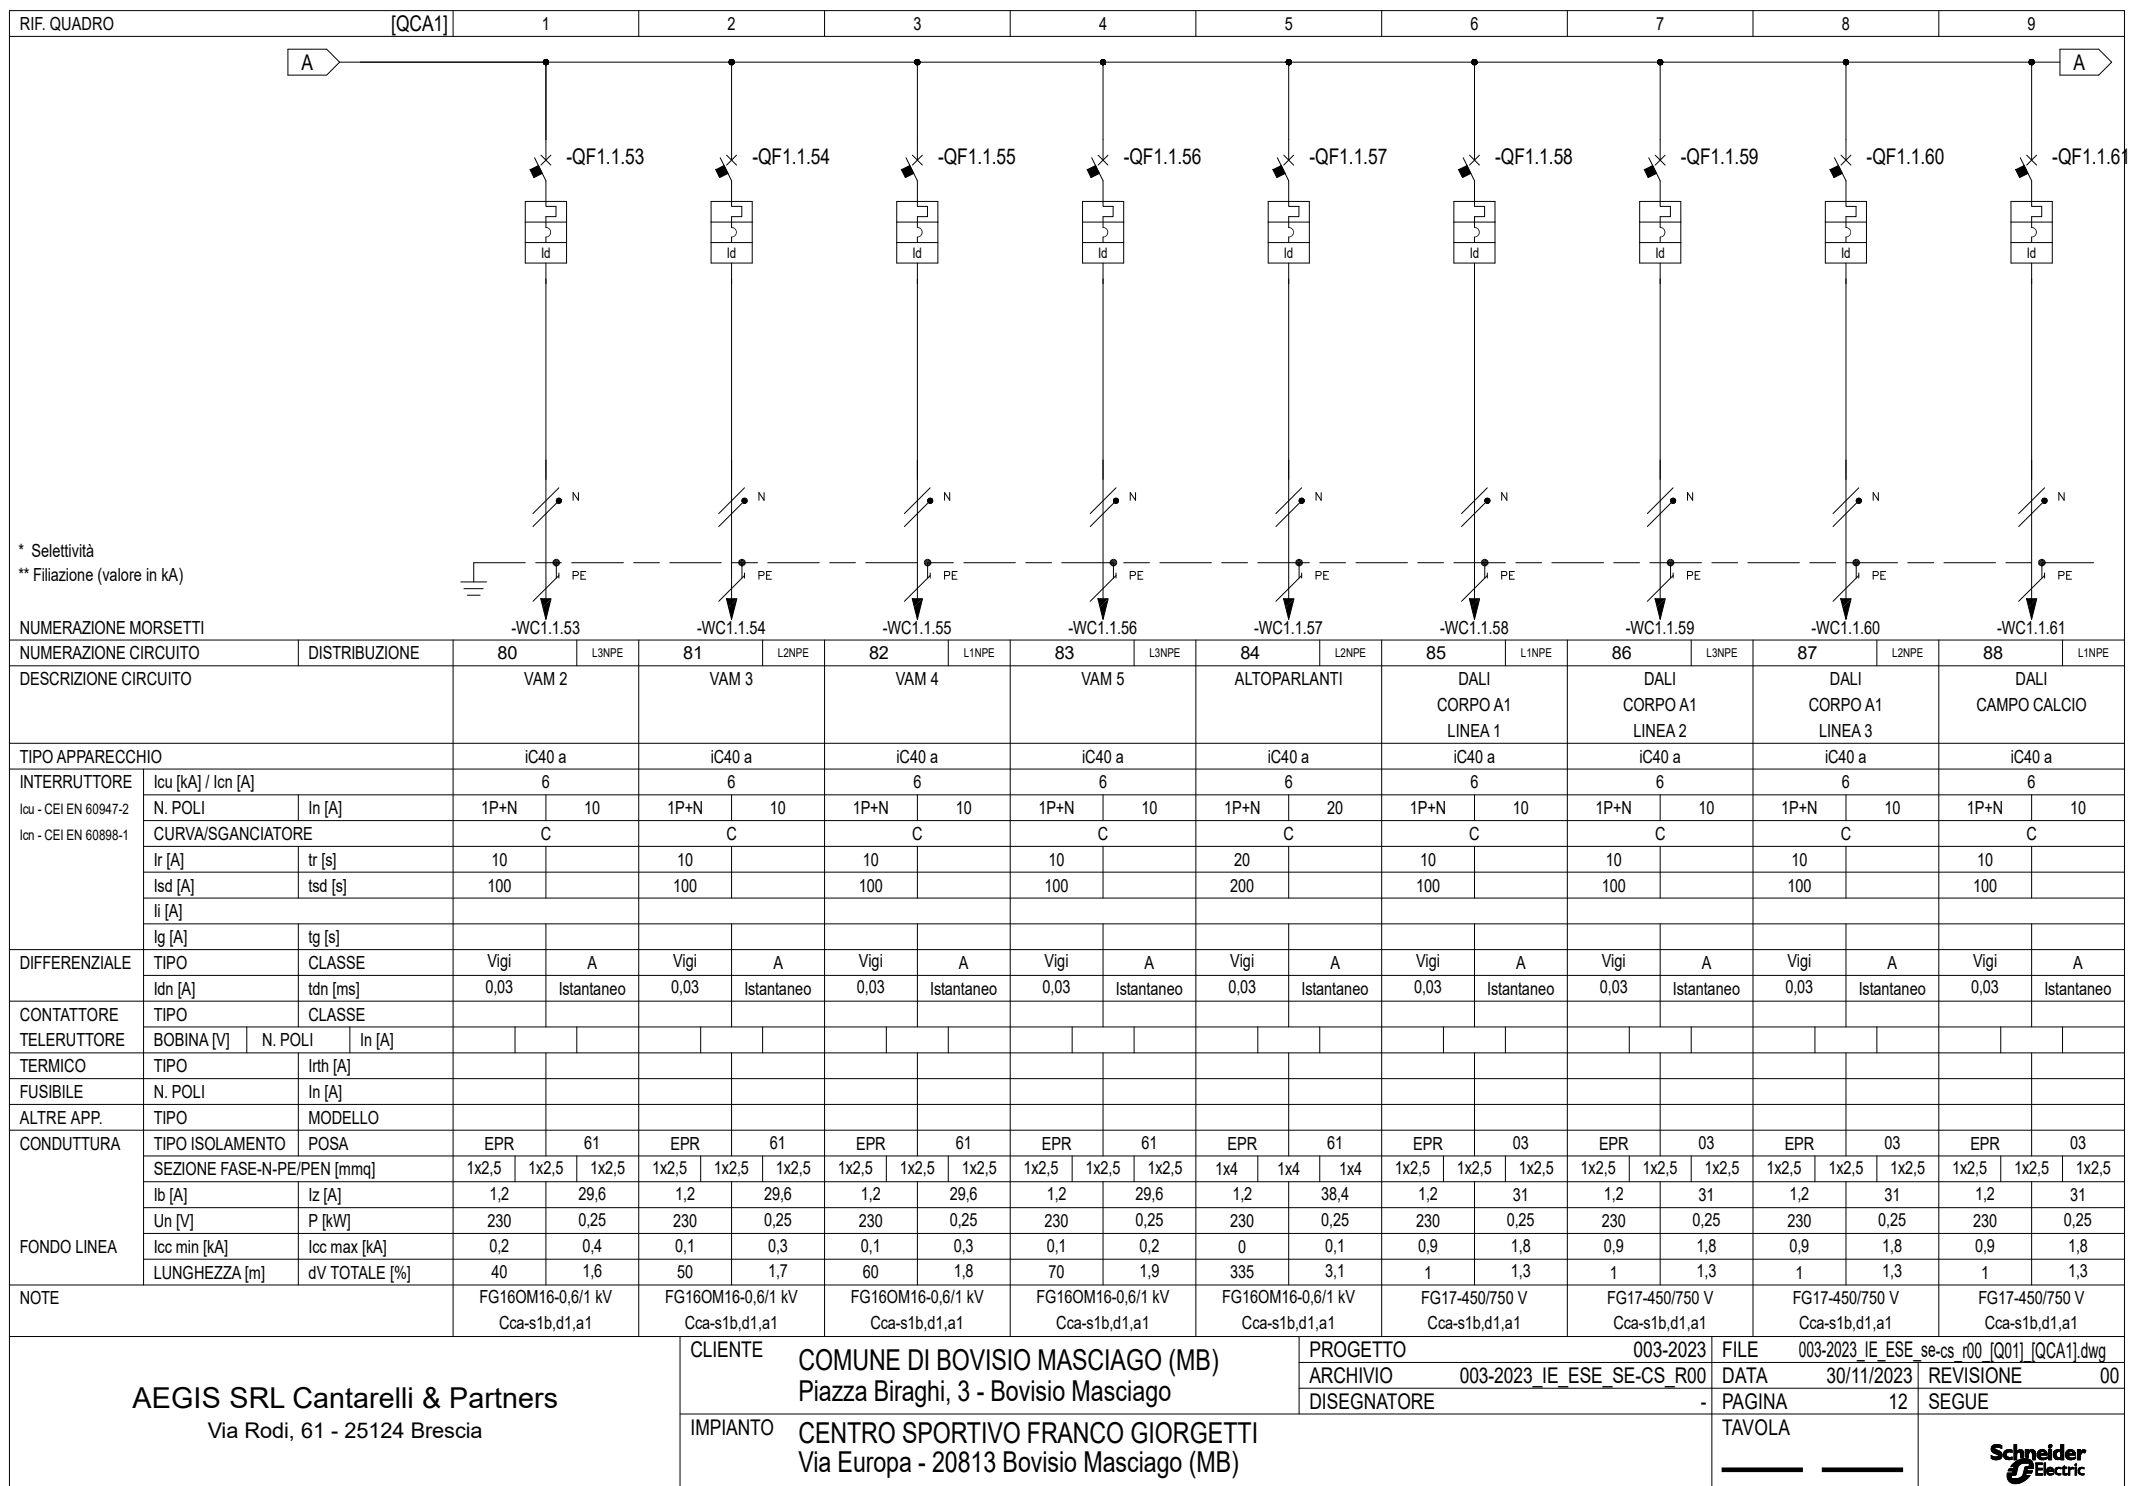 RIF. QUADRO [QCA1] 1 2 3 4 5 6 7 8 9
A A
-QF1.1.53 -QF1.1.54 -QF1.1.55 -QF1.1.56 -QF1.1.57 -QF1.1.58 -QF1.1.59 -QF1.1.60 -QF1.1.61
Id Id Id Id Id Id Id Id Id
N N N N N N N N N
* Selettività
** Filiazione (valore in kA)
PE PE PE PE PE PE PE PE PE
NUMERAZIONE MORSETTI -WC1.1.53 -WC1.1.54 -WC1.1.55 -WC1.1.56 -WC1.1.57 -WC1.1.58 -WC1.1.59 -WC1.1.60 -WC1.1.61
NUMERAZIONE CIRCUITO DISTRIBUZIONE 80 L3NPE 81 L2NPE 82 L1NPE 83 L3NPE 84 L2NPE 85 L1NPE 86 L3NPE 87 L2NPE 88 L1NPE
DESCRIZIONE CIRCUITO VAM 2 VAM 3 VAM 4 VAM 5 ALTOPARLANTI DALI DALI DALI DALI
CORPO A1 CORPO A1 CORPO A1 CAMPO CALCIO
LINEA 1 LINEA 2 LINEA 3
TIPO APPARECCHIO iC40 a iC40 a iC40 a iC40 a iC40 a iC40 a iC40 a iC40 a iC40 a
INTERRUTTORE Icu [kA] / Icn [A] 6 6 6 6 6 6 6 6 6
Icu - CEI EN 60947-2 N. POLI In [A] 1P+N 10 1P+N 10 1P+N 10 1P+N 10 1P+N 20 1P+N 10 1P+N 10 1P+N 10 1P+N 10
Icn - CEI EN 60898-1 CURVA/SGANCIATORE C C C C C C C C C
Ir [A] tr [s] 10 10 10 10 20 10 10 10 10
Isd [A] tsd [s] 100 100 100 100 200 100 100 100 100
Ii [A]
Ig [A] tg [s]
DIFFERENZIALE TIPO CLASSE Vigi A Vigi A Vigi A Vigi A Vigi A Vigi A Vigi A Vigi A Vigi A
Idn [A] tdn [ms] 0,03 Istantaneo 0,03 Istantaneo 0,03 Istantaneo 0,03 Istantaneo 0,03 Istantaneo 0,03 Istantaneo 0,03 Istantaneo 0,03 Istantaneo 0,03 Istantaneo
CONTATTORE TIPO CLASSE
TELERUTTORE BOBINA [V] N. POLI In [A]
TERMICO TIPO Irth [A]
FUSIBILE N. POLI In [A]
ALTRE APP. TIPO MODELLO
CONDUTTURA TIPO ISOLAMENTO POSA EPR 61 EPR 61 EPR 61 EPR 61 EPR 61 EPR 03 EPR 03 EPR 03 EPR 03
SEZIONE FASE-N-PE/PEN [mmq] 1x2,5 1x2,5 1x2,5 1x2,5 1x2,5 1x2,5 1x2,5 1x2,5 1x2,5 1x2,5 1x2,5 1x2,5 1x4 1x4 1x4 1x2,5 1x2,5 1x2,5 1x2,5 1x2,5 1x2,5 1x2,5 1x2,5 1x2,5 1x2,5 1x2,5 1x2,5
Ib [A] Iz [A] 1,2 29,6 1,2 29,6 1,2 29,6 1,2 29,6 1,2 38,4 1,2 31 1,2 31 1,2 31 1,2 31
Un [V] P [kW] 230 0,25 230 0,25 230 0,25 230 0,25 230 0,25 230 0,25 230 0,25 230 0,25 230 0,25
FONDO LINEA Icc min [kA] Icc max [kA] 0,2 0,4 0,1 0,3 0,1 0,3 0,1 0,2 0 0,1 0,9 1,8 0,9 1,8 0,9 1,8 0,9 1,8
LUNGHEZZA [m] dV TOTALE [%] 40 1,6 50 1,7 60 1,8 70 1,9 335 3,1 1 1,3 1 1,3 1 1,3 1 1,3
NOTE FG16OM16-0,6/1 kV FG16OM16-0,6/1 kV FG16OM16-0,6/1 kV FG16OM16-0,6/1 kV FG16OM16-0,6/1 kV FG17-450/750 V FG17-450/750 V FG17-450/750 V FG17-450/750 V
Cca-s1b,d1,a1 Cca-s1b,d1,a1 Cca-s1b,d1,a1 Cca-s1b,d1,a1 Cca-s1b,d1,a1 Cca-s1b,d1,a1 Cca-s1b,d1,a1 Cca-s1b,d1,a1 Cca-s1b,d1,a1
AEGIS SRL Cantarelli & Partners
Via Rodi, 61 - 25124 Brescia
CLIENTE COMUNE DI BOVISIO MASCIAGO (MB)
Piazza Biraghi, 3 - Bovisio Masciago
IMPIANTO CENTRO SPORTIVO FRANCO GIORGETTI
Via Europa - 20813 Bovisio Masciago (MB)
PROGETTO 003-2023 FILE 003-2023_IE_ESE_se-cs_r00_[Q01]_[QCA1].dwg
ARCHIVIO 003-2023_IE_ESE_SE-CS_R00 DATA 30/11/2023 REVISIONE 00
DISEGNATORE - PAGINA 12 SEGUE
TAVOLA
Schneider
Electric